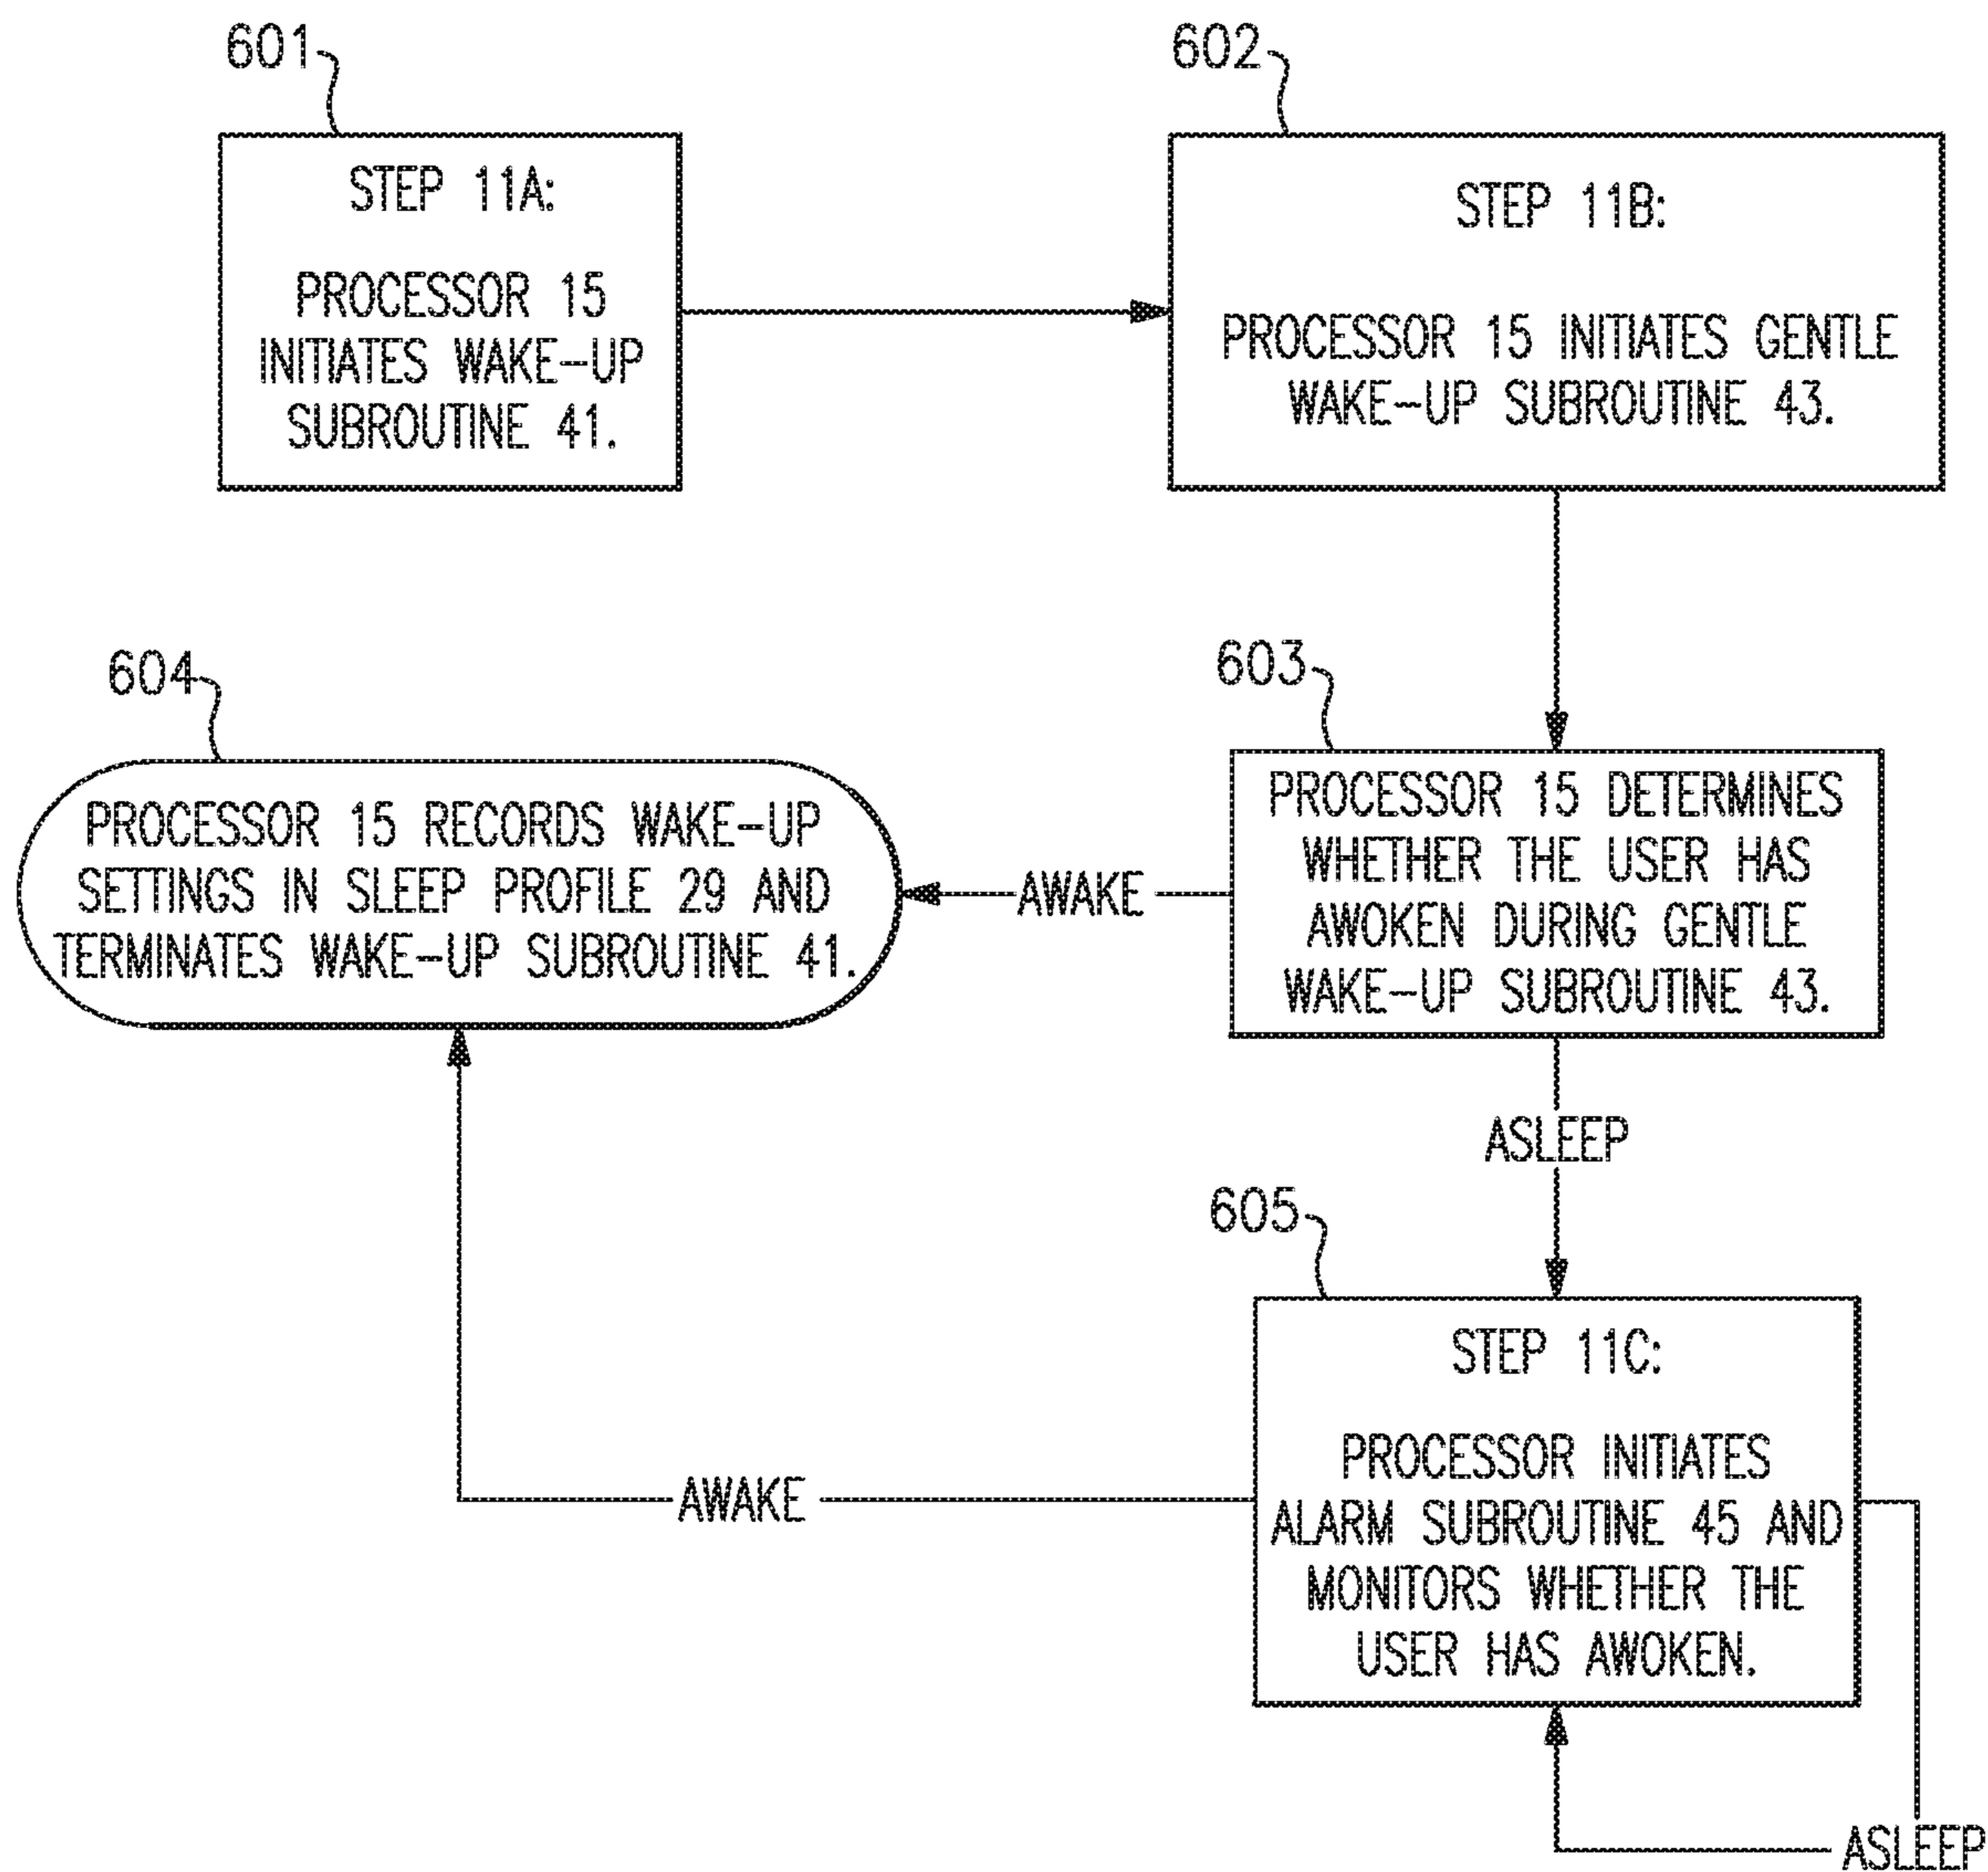 601
STEP 11A:
PROCESSOR 15
INITIATES WAKE-UP
SUBROUTINE 41.
602
STEP 11B:
PROCESSOR 15 INITIATES GENTLE
WAKE-UP SUBROUTINE 43.
603
PROCESSOR 15 DETERMINES
WHETHER THE USER HAS
AWOKEN DURING GENTLE
WAKE-UP SUBROUTINE 43.
AWAKE
604
PROCESSOR 15 RECORDS WAKE-UP
SETTINGS IN SLEEP PROFILE 29 AND
TERMINATES WAKE-UP SUBROUTINE 41.
ASLEEP
605
STEP 11C:
PROCESSOR INITIATES
ALARM SUBROUTINE 45 AND
MONITORS WHETHER THE
USER HAS AWOKEN.
AWAKE
ASLEEP